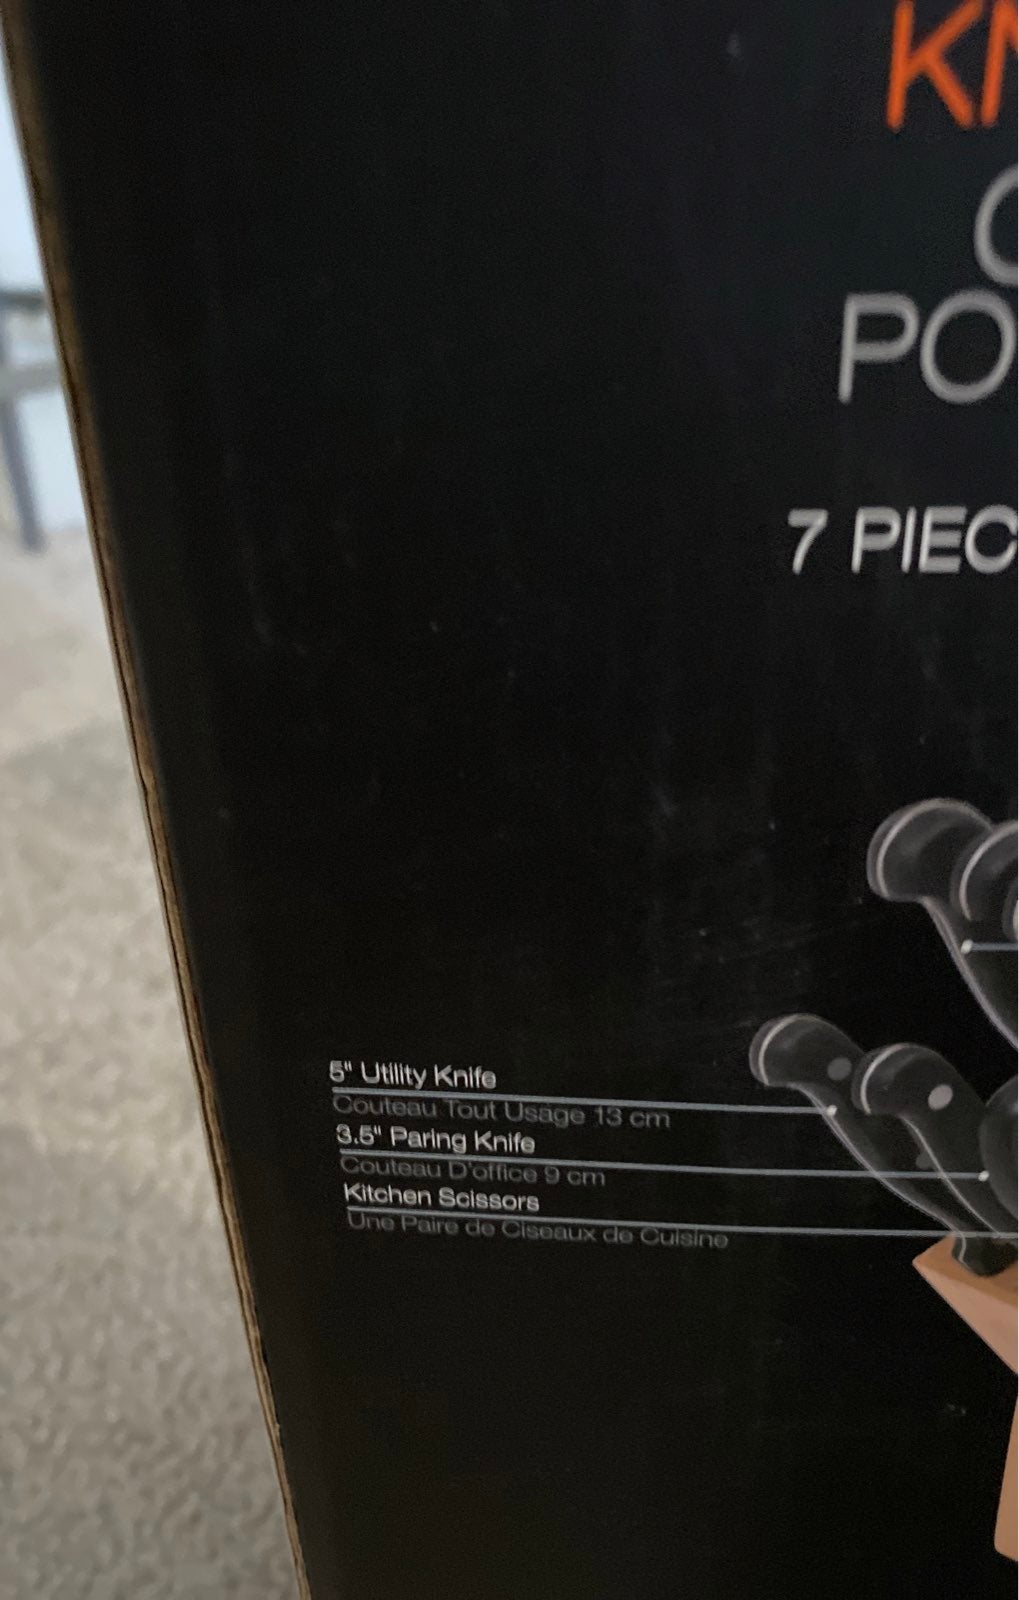 7
5" Utility Knife
Couteau Tout Usage 13 cm
3.5" Paring Knife
Couteau D'office 9 cm
Kitchen Scissors
Une Paire de Ciseaux de Cuisine